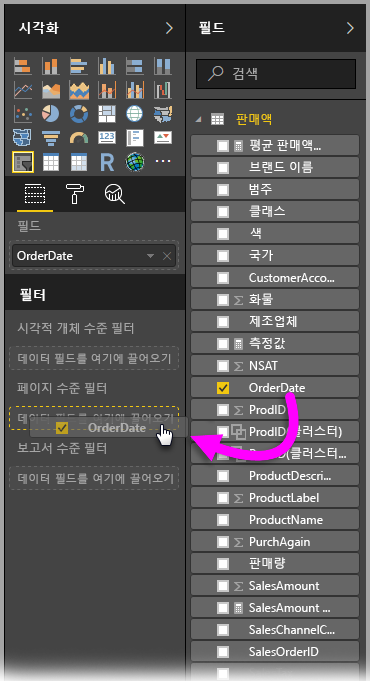 시각화
필드
OrderDate
필터
시각적 개체 수준 필터
데이터 필드를 여기에 끌어오기
페이지 수준 필터
데이터 필드를 여기에 끌어오기
OrderDate
보고서 수준 필터
데이터 필드를 여기에 끌어오기
필드
검색
판매액
평균 판매액...
브랜드 이름
범주
클래스
색
국가
CustomerAcco...
화물
제조업체
측정값
NSAT
OrderDate
ProdID
ProdID(클러스터)
(클러스터...
ProductDescri...
ProductLabel
ProductName
PurchAgain
판매량
SalesAmount
SalesAmount ...
SalesChannelC...
SalesOrderID